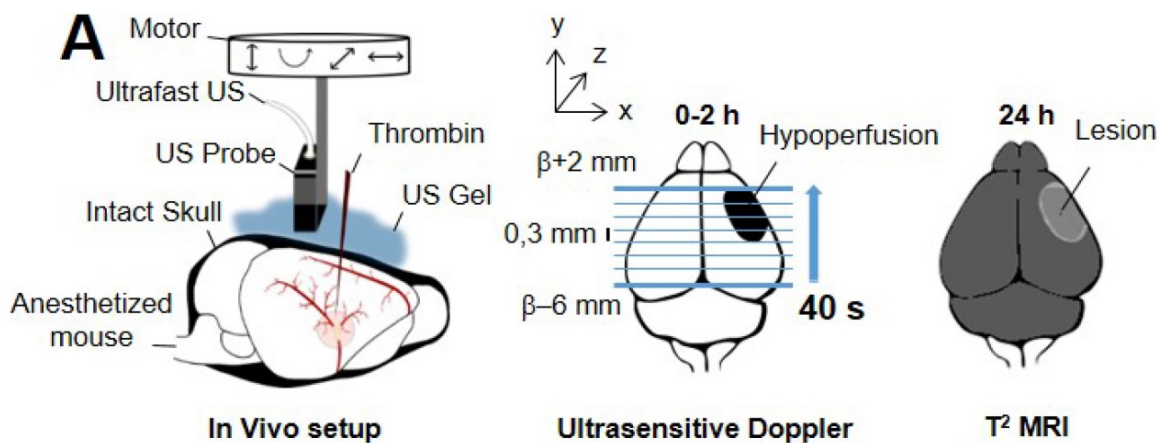 A
Motor
Ultrafast US
Thrombin
US Probe
US Gel
Intact Skull
Anesthetized
mouse
In Vivo setup
y
z
x
0-2 h
Hypoperfusion
β+2 mm
0,3 mm
β–6 mm
40 s
Ultrasensitive Doppler
24 h
Lesion
T² MRI